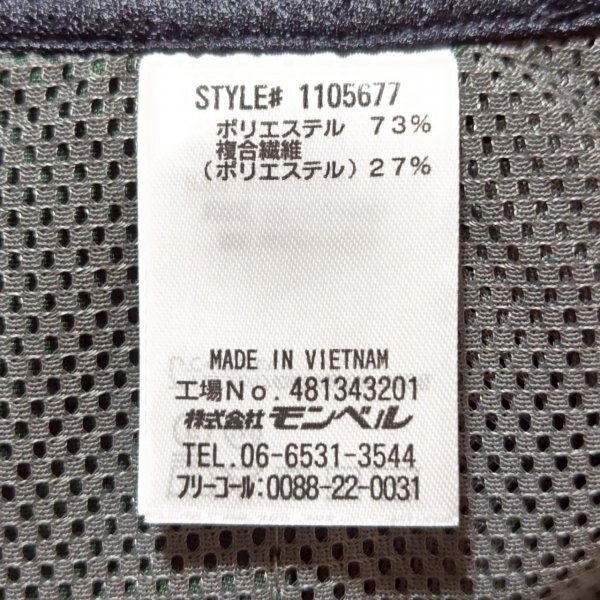 STYLE# 1105677
ポリエステル 73%
複合繊維
(ポリエステル) 27%
MADE IN VIETNAM
工場No. 481343201
株式会社 モンベル
TEL.06-6531-3544
フリーコール:0088-22-0031